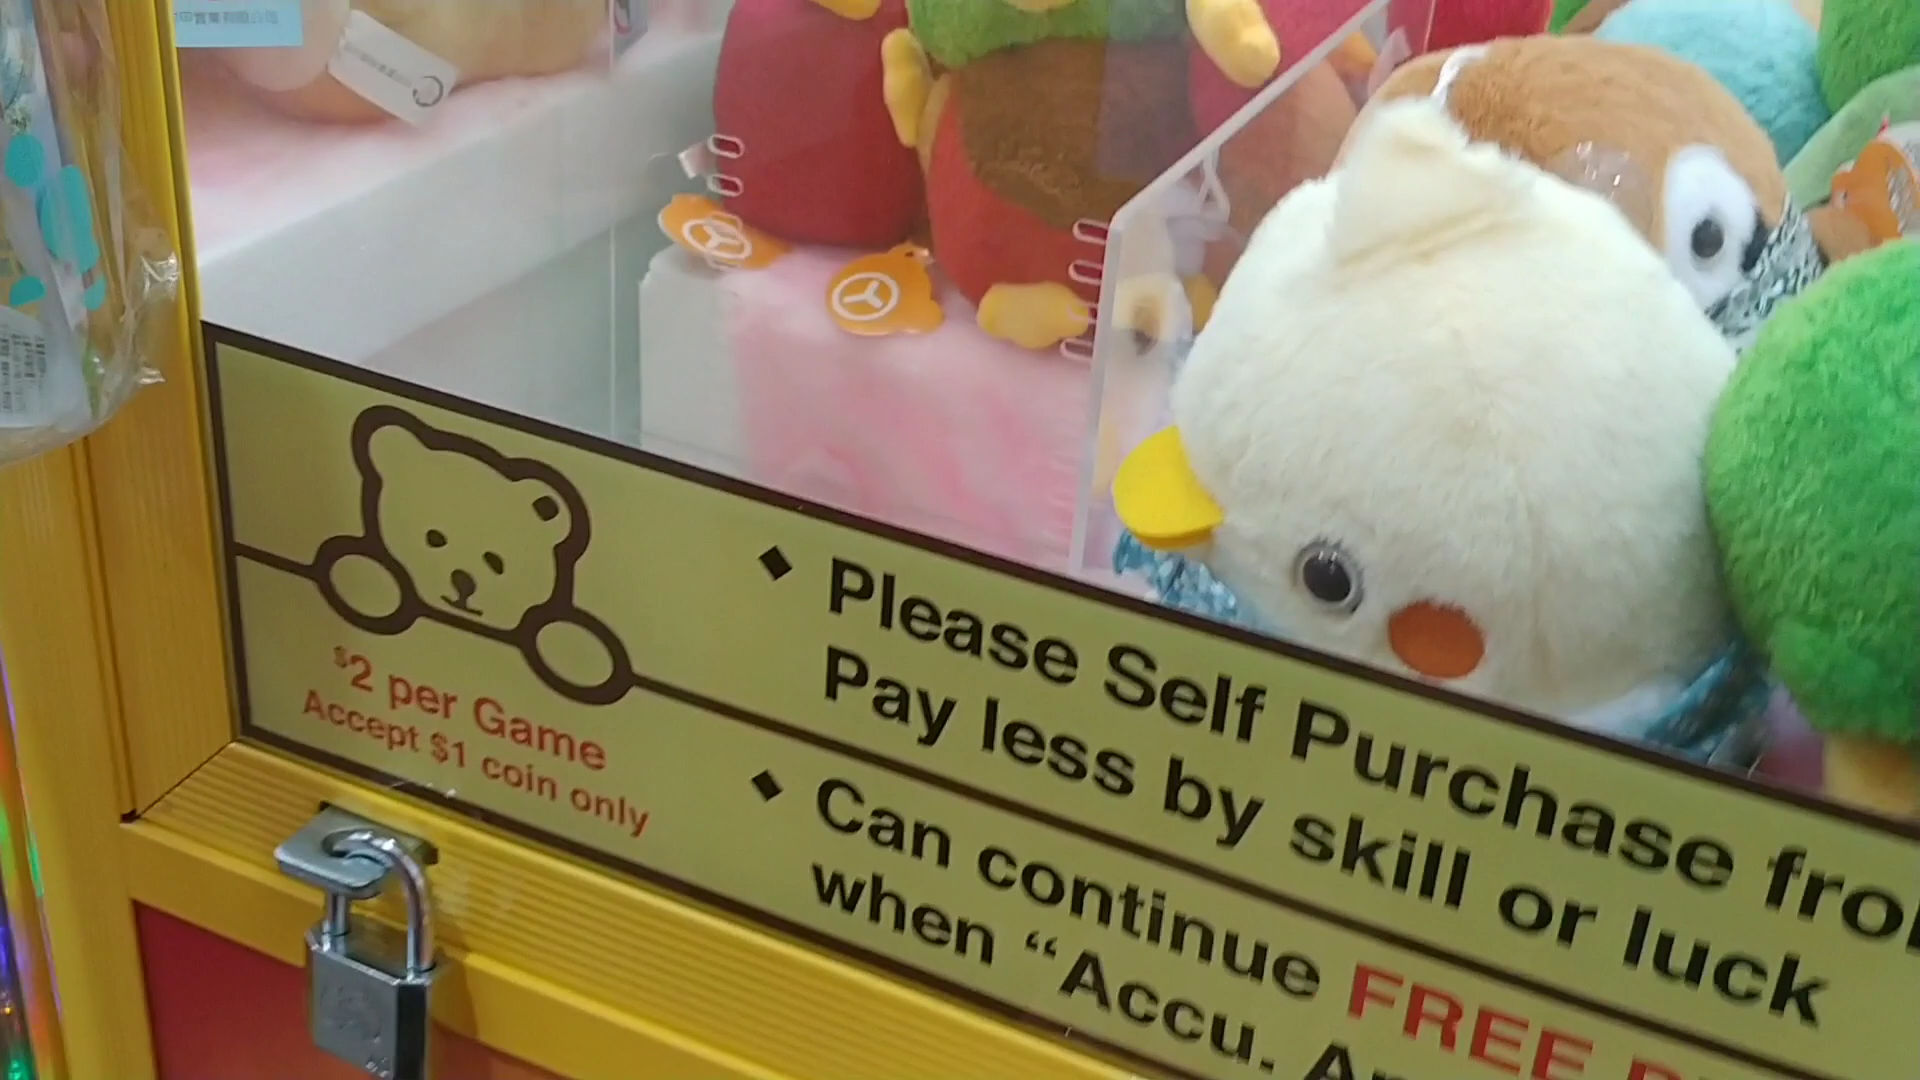 $2 per Game
Accept $1 coin only
Please Self Purchase
Pay less by skill or luck
Can continue FREE
when “Accu.